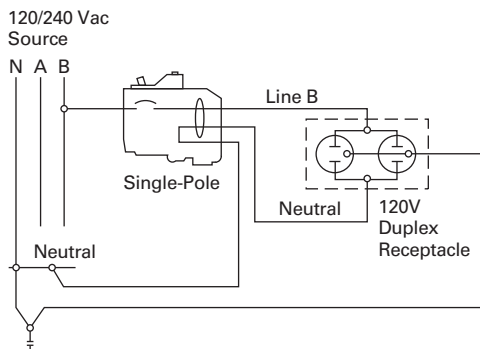 120/240 Vac
Source
N A B
Line B
Single-Pole
Neutral
120V
Duplex
Receptacle
Neutral